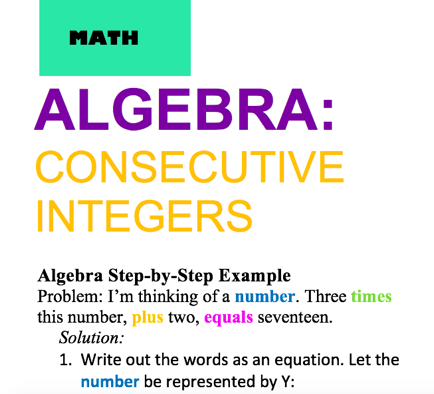 MATH
ALGEBRA:
CONSECUTIVE
INTEGERS
Algebra Step-by-Step Example
Problem: I’m thinking of a number. Three times
this number, plus two, equals seventeen.
Solution:
1. Write out the words as an equation. Let the
number be represented by Y: